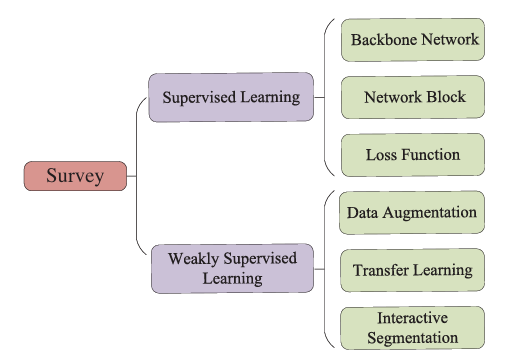 Survey
Supervised Learning
Backbone Network
Network Block
Loss Function
Weakly Supervised
Learning
Data Augmentation
Transfer Learning
Interactive
Segmentation